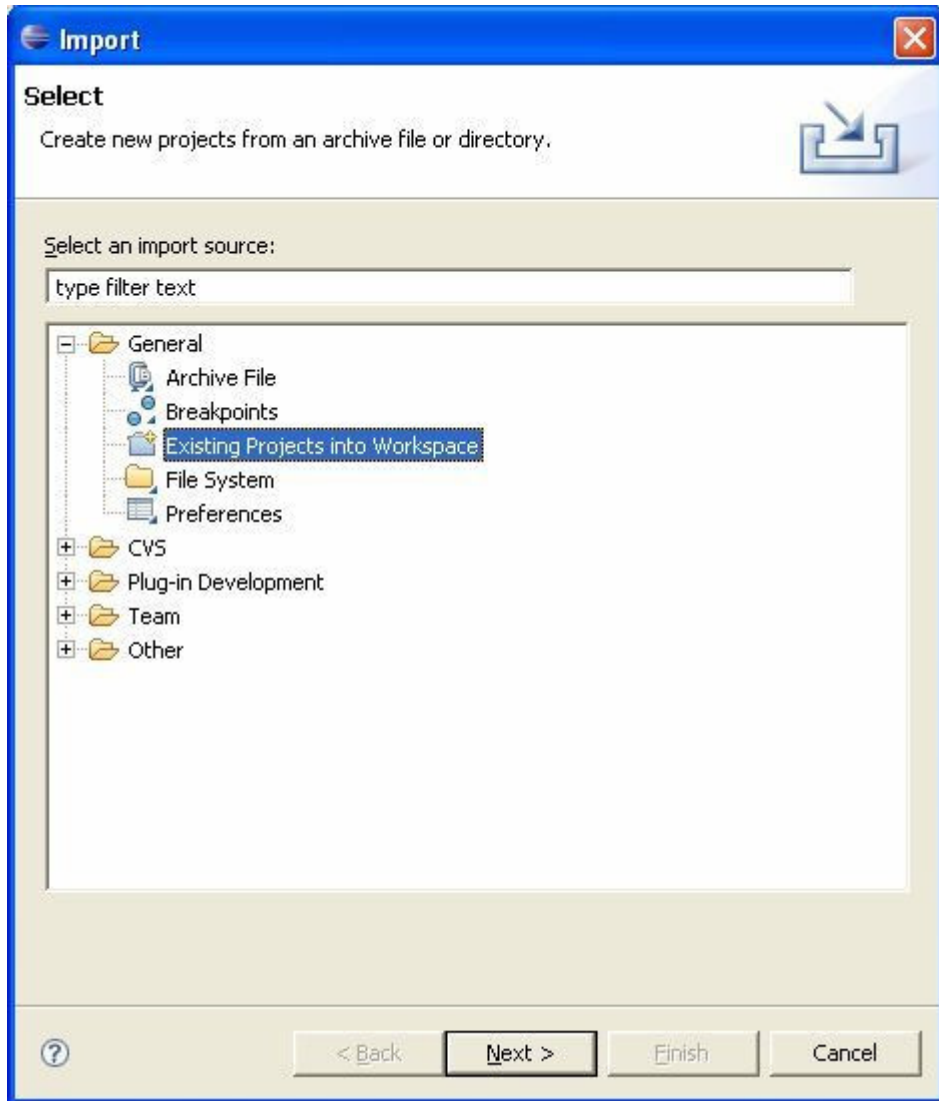 Import
Select
Create new projects from an archive file or directory.
Select an import source:
type filter text
General
Archive File
Breakpoints
Existing Projects into Workspace
File System
Preferences
CVS
Plug-in Development
Team
Other
? < Back Next > Finish Cancel